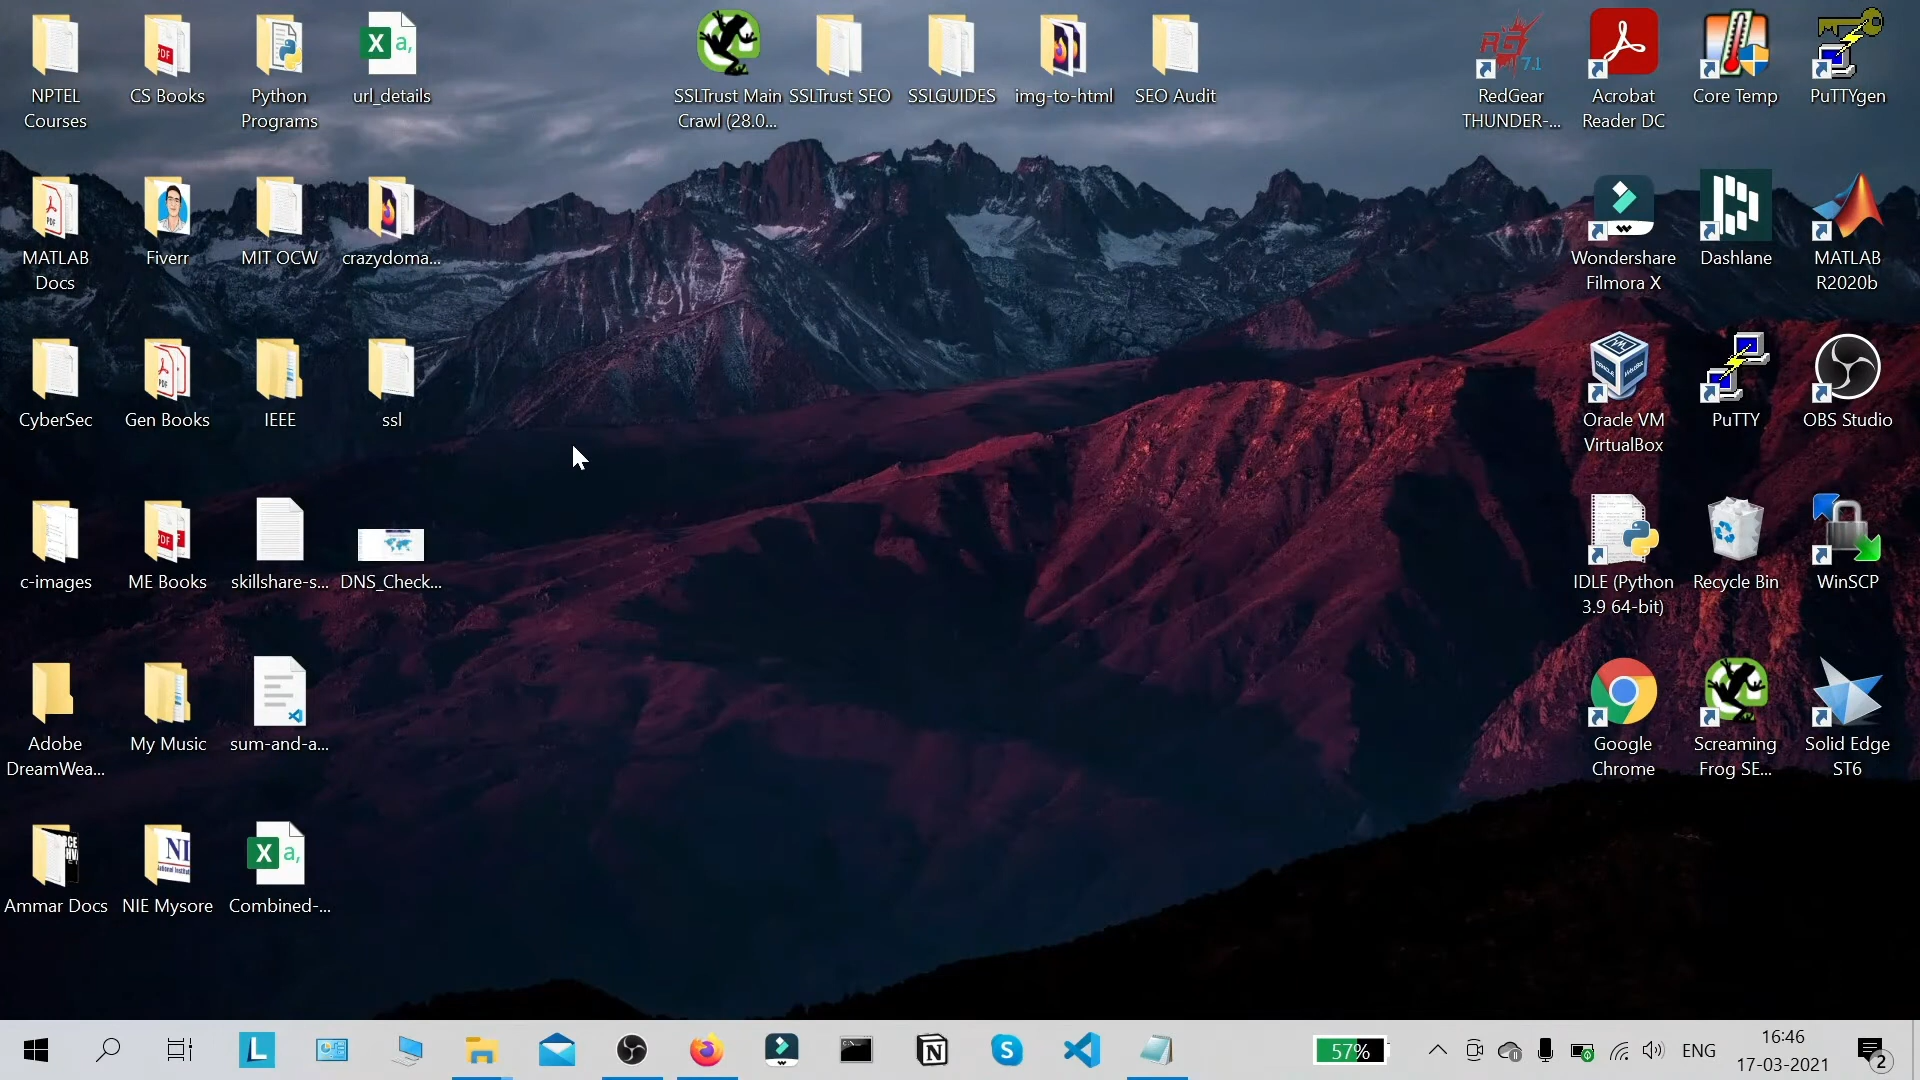 NPTEL
Courses
CS Books
Python
Programs
url_details
SSLTrust Main
Crawl (28.0...
SSLTrust SEO
SSLGUIDES
img-to-html
SEO Audit
RedGear
THUNDER-...
Acrobat
Reader DC
Core Temp
PuTTYgen
MATLAB
Docs
Fiverr
MIT OCW
crazydoma...
Wondershare
Filmora X
Dashlane
MATLAB
R2020b
CyberSec
Gen Books
IEEE
ssl
Oracle VM
VirtualBox
PuTTY
OBS Studio
c-images
ME Books
skillshare-s...
DNS_Check...
IDLE (Python
3.9 64-bit)
Recycle Bin
WinSCP
Adobe
DreamWea...
My Music
sum-and-a...
Google
Chrome
Screaming
Frog SE...
Solid Edge
ST6
Ammar Docs
NIE Mysore
Combined-...
57%
ENG
16:46
17-03-2021
2